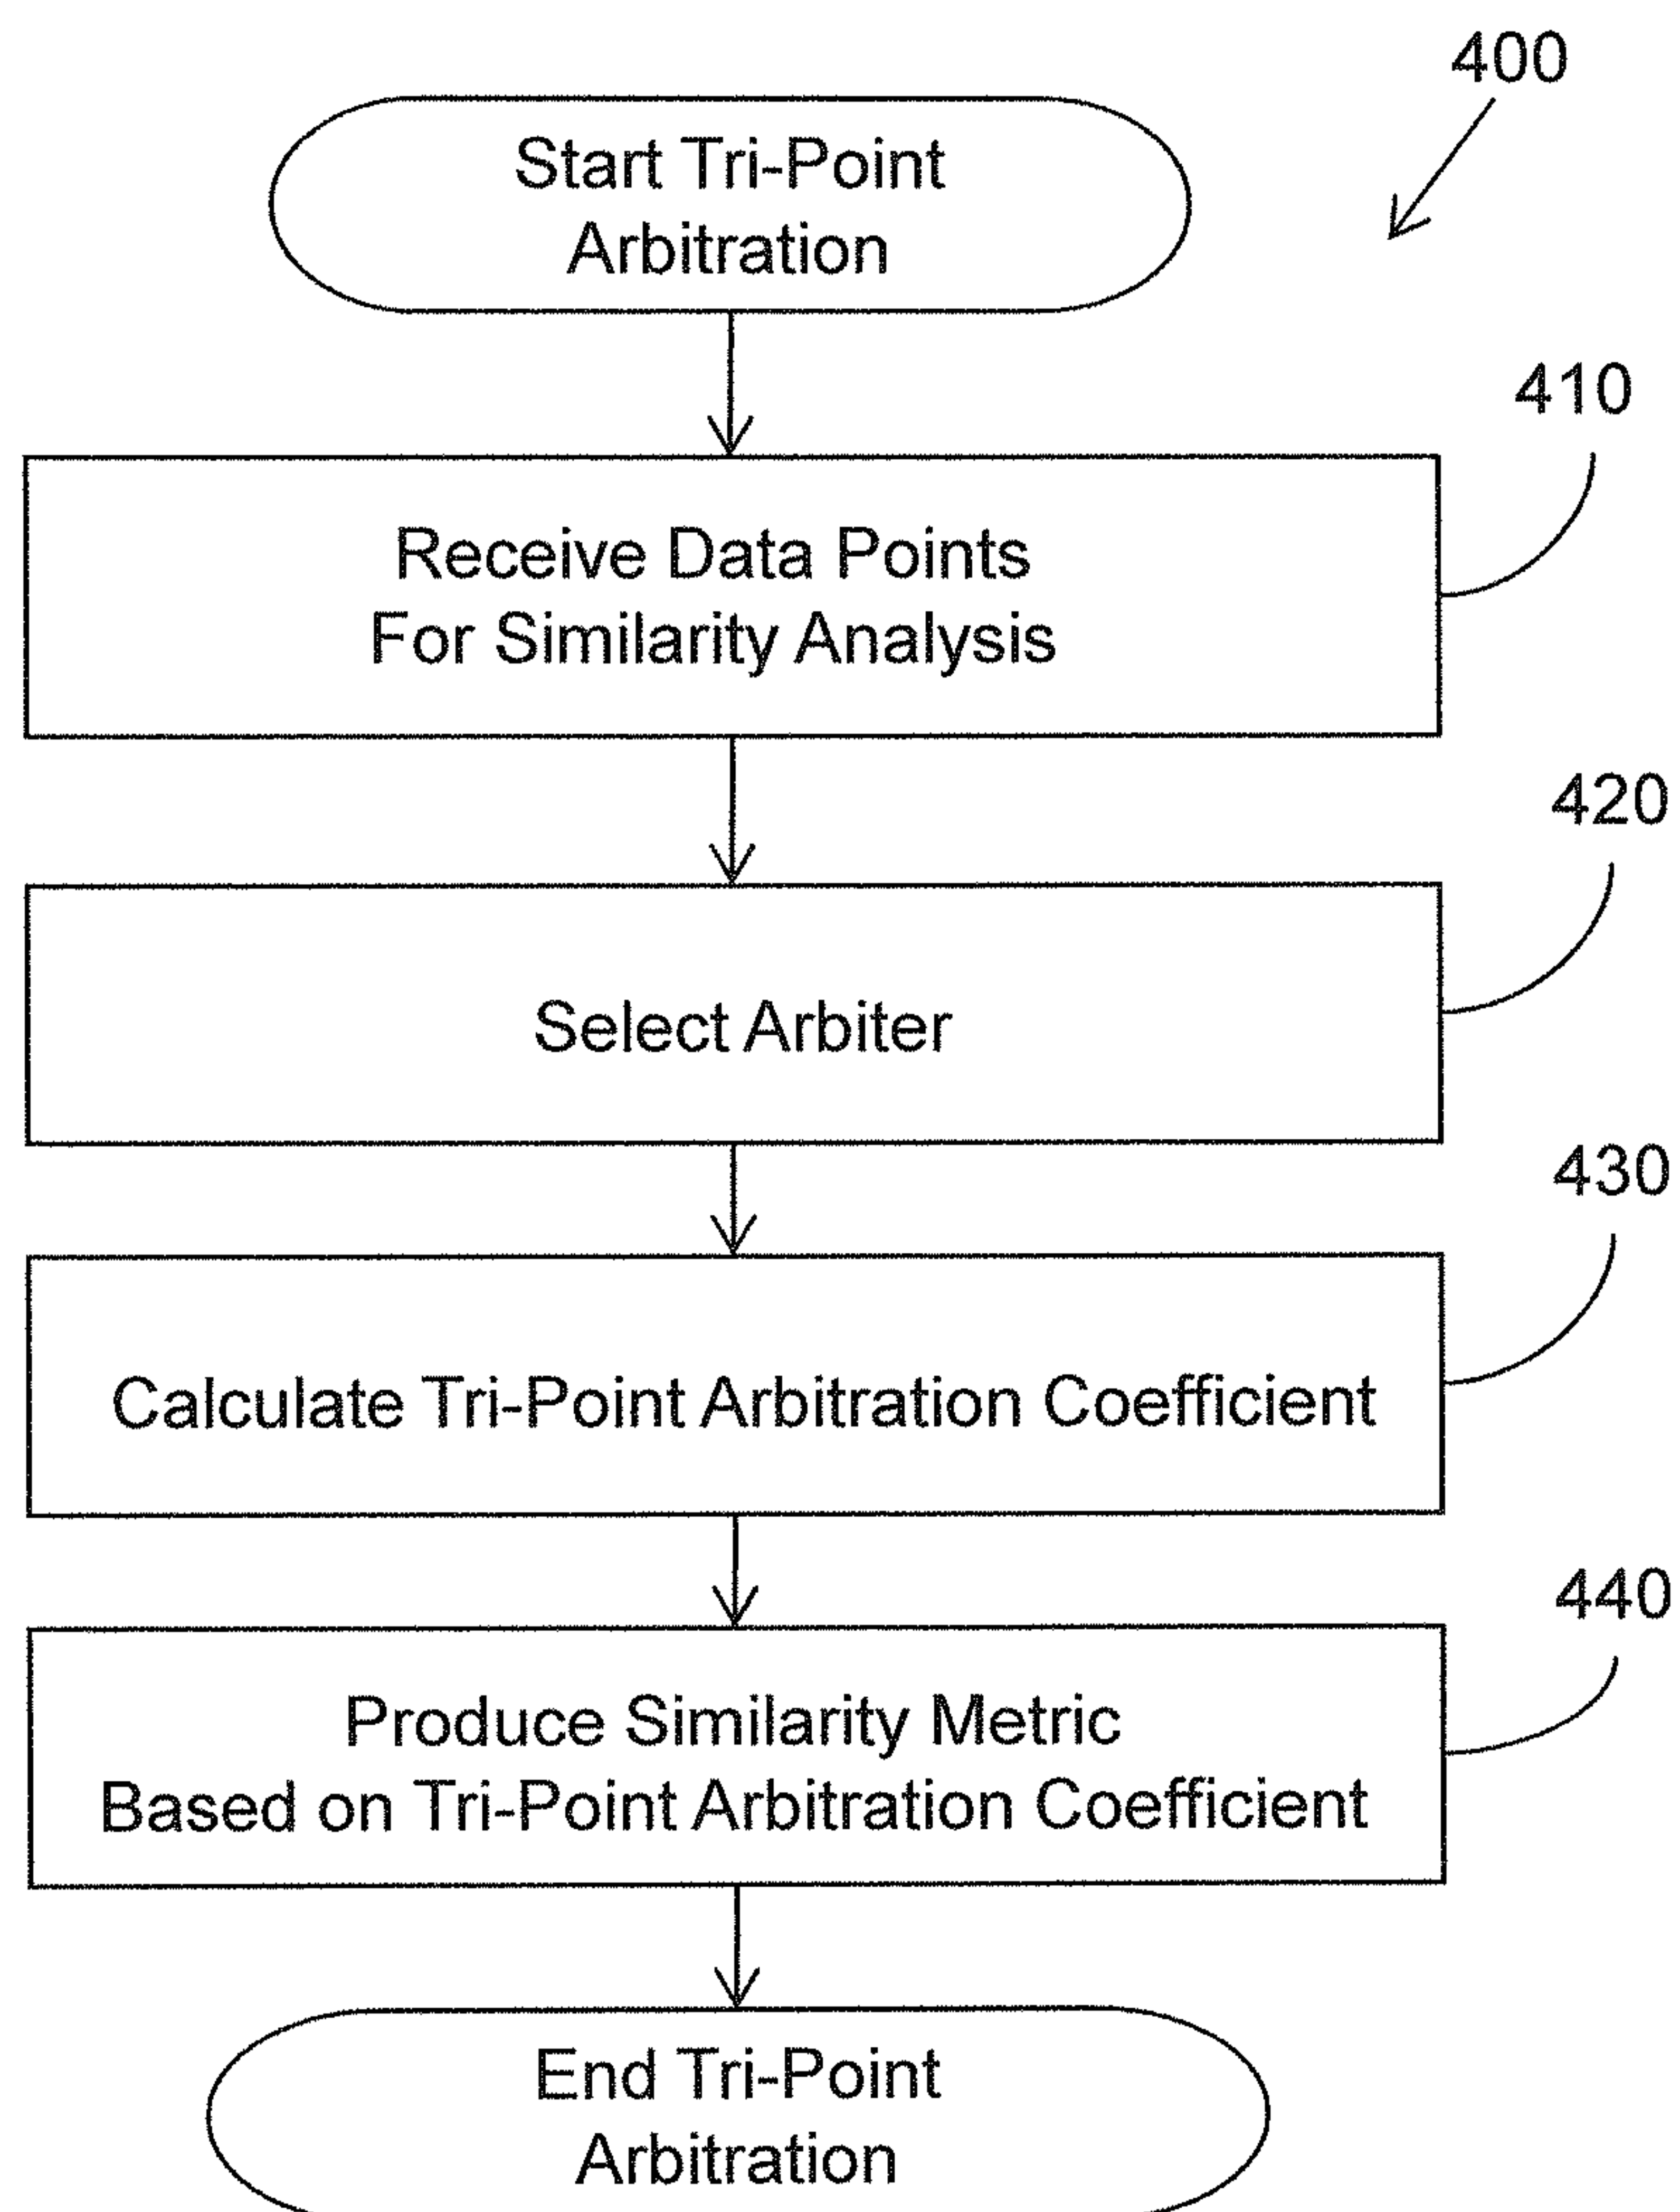 400
Start Tri-Point
Arbitration
410
Receive Data Points
For Similarity Analysis
420
Select Arbiter
430
Calculate Tri-Point Arbitration Coefficient
440
Produce Similarity Metric
Based on Tri-Point Arbitration Coefficient
End Tri-Point
Arbitration